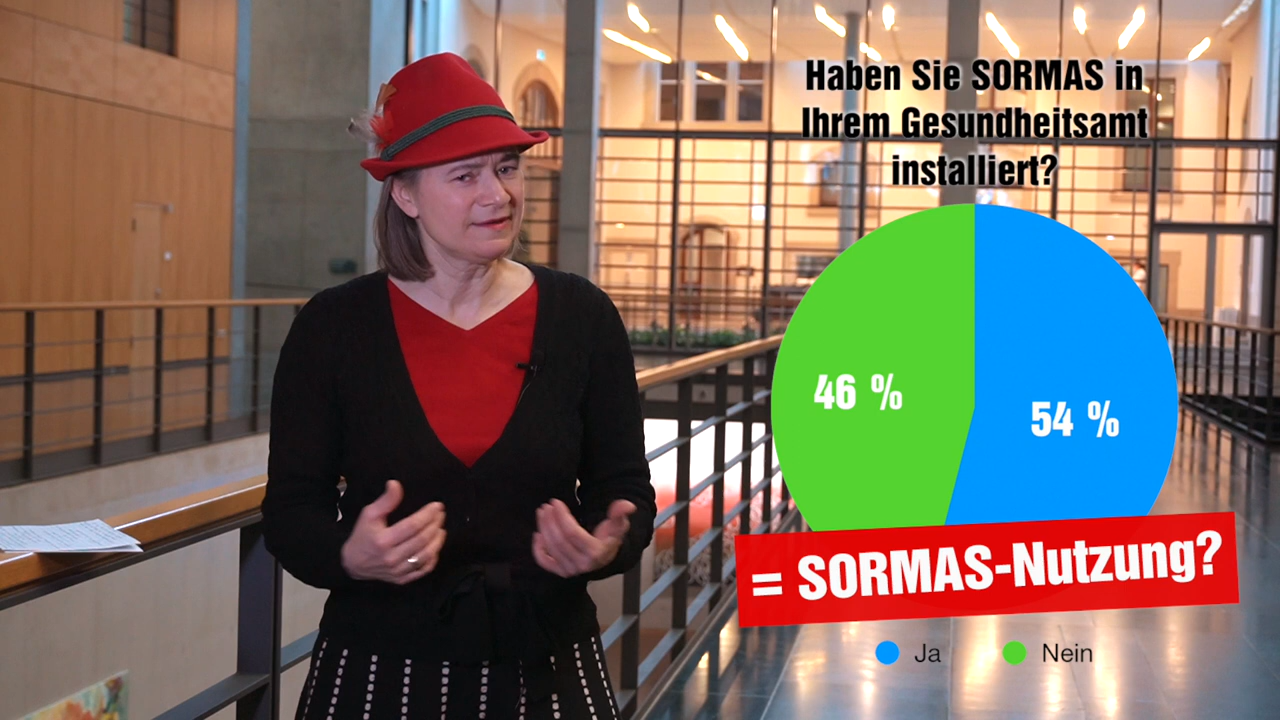 Haben Sie SORMAS in
Ihrem Gesundheitsamt
installiert?
46 %
54 %
= SORMAS-Nutzung?
Ja
Nein